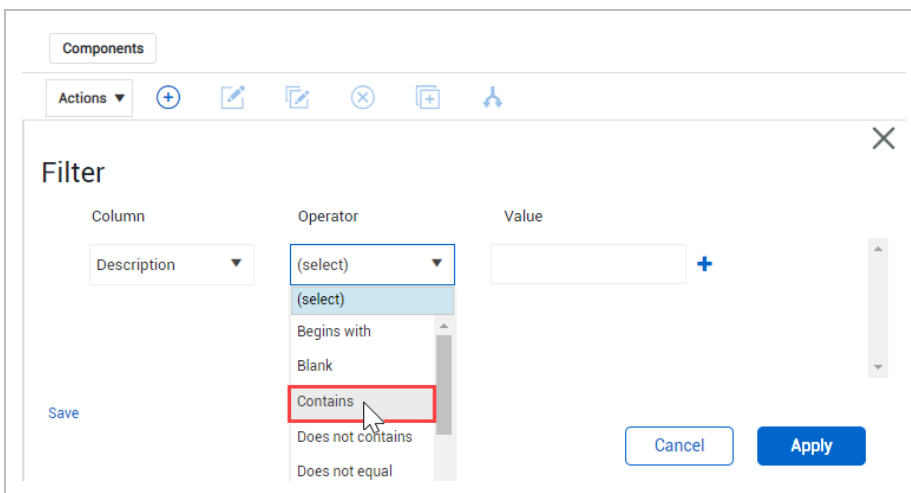 Components
Actions
Filter
Column Operator Value
Description (select)
(select)
Begins with
Blank
Contains
Save
Does not contains
Cancel Apply
Does not equal